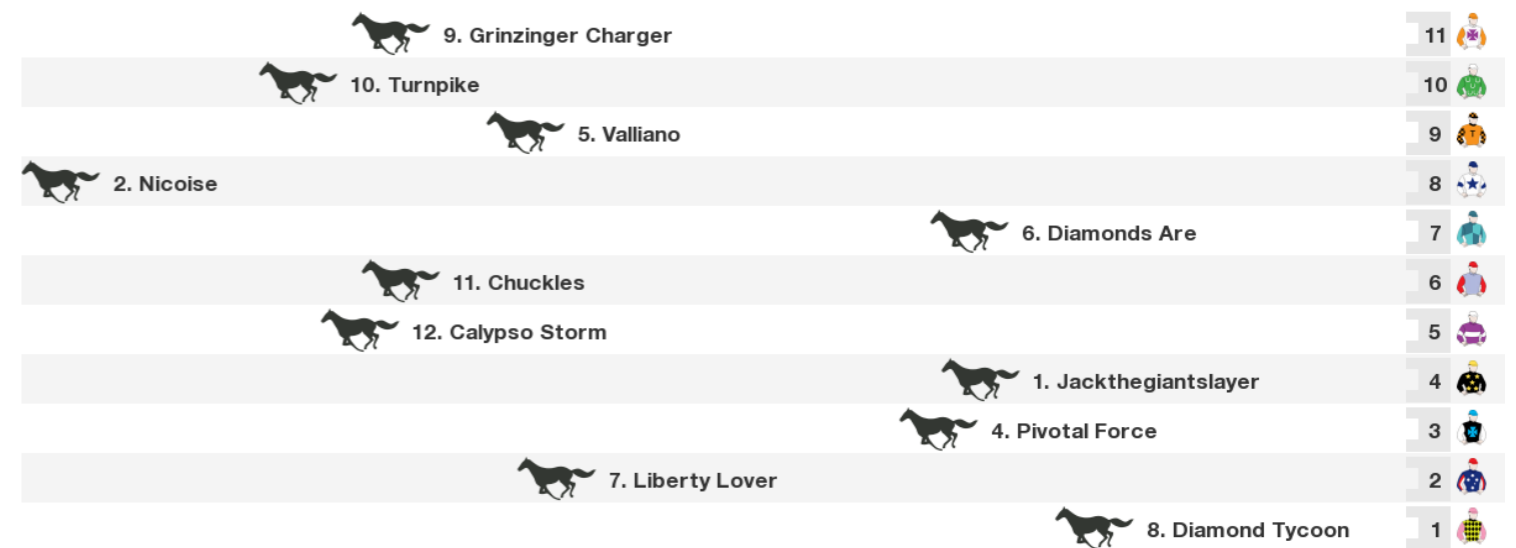 9. Grinzinger Charger 11
10. Turnpike 10
5. Valliano 9 T
2. Nicoise 8
6. Diamonds Are 7
11. Chuckles 6
12. Calypso Storm 5
1. Jackthegiantslayer 4
4. Pivotal Force 3
7. Liberty Lover 2
8. Diamond Tycoon 1